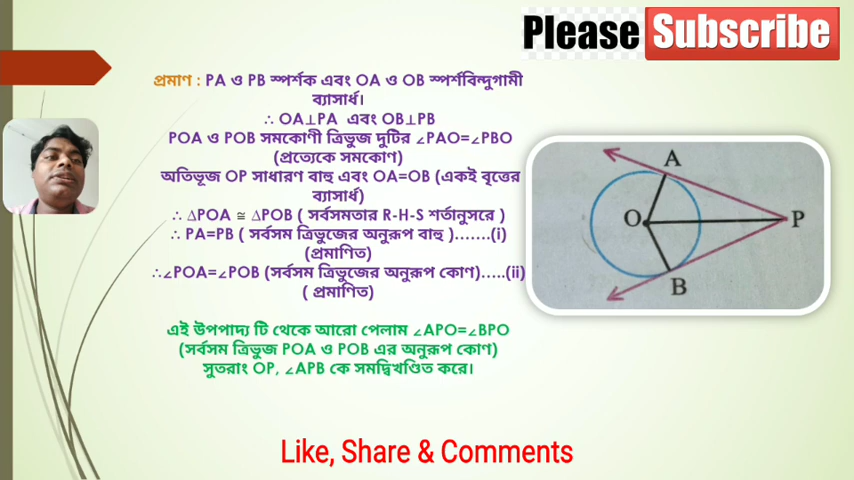 Please Subscribe
প্রমাণ : PA ও PB স্পর্শক এবং OA ও OB স্পর্শবিন্দুগামী
ব্যাসার্ধ।
∴ OA⊥PA এবং OB⊥PB
POA ও POB সমকোণী ত্রিভুজ দুটির ∠PAO=∠PBO
(প্রত্যেকে সমকোণ)
অতিভূজ OP সাধারণ বাহু এবং OA=OB (একই বৃত্তের
ব্যাসার্ধ)
∴ ∆POA ≅ ∆POB ( সর্বসমতার R-H-S শর্তানুসরে )
∴ PA=PB ( সর্বসম ত্রিভুজের অনুরূপ বাহু ).......(i)
(প্রমাণিত)
∴∠POA=∠POB (সর্বসম ত্রিভুজের অনুরূপ কোণ).....(ii)
( প্রমাণিত)
এই উপপাদ্য টি থেকে আরো পেলাম ∠APO=∠BPO
(সর্বসম ত্রিভুজ POA ও POB এর অনুরূপ কোণ)
সুতরাং OP, ∠APB কে সমদ্বিখণ্ডিত করে।
A
O
P
B
Like, Share & Comments